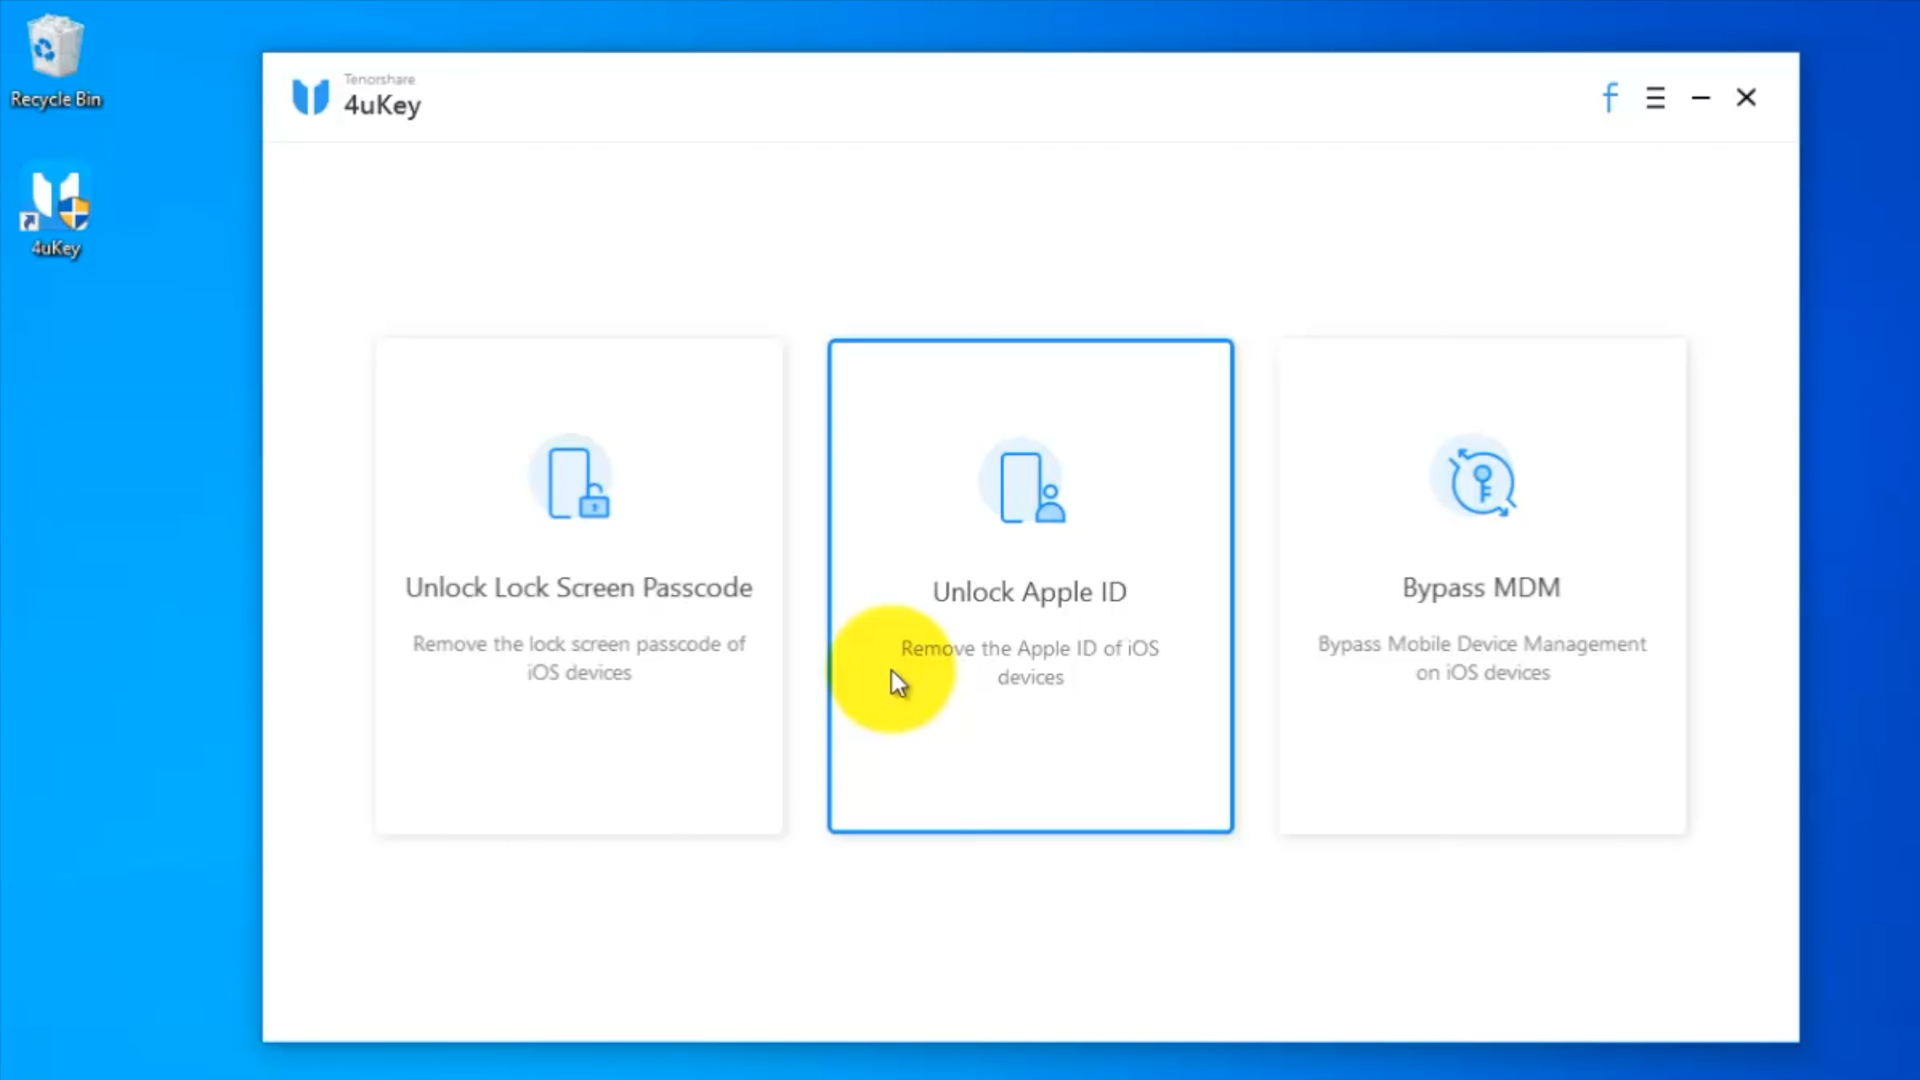 Recycle Bin
4uKey
Tenorshare
4uKey
Unlock Lock Screen Passcode
Remove the lock screen passcode of
iOS devices
Unlock Apple ID
Remove the Apple ID of iOS
devices
Bypass MDM
Bypass Mobile Device Management
on iOS devices